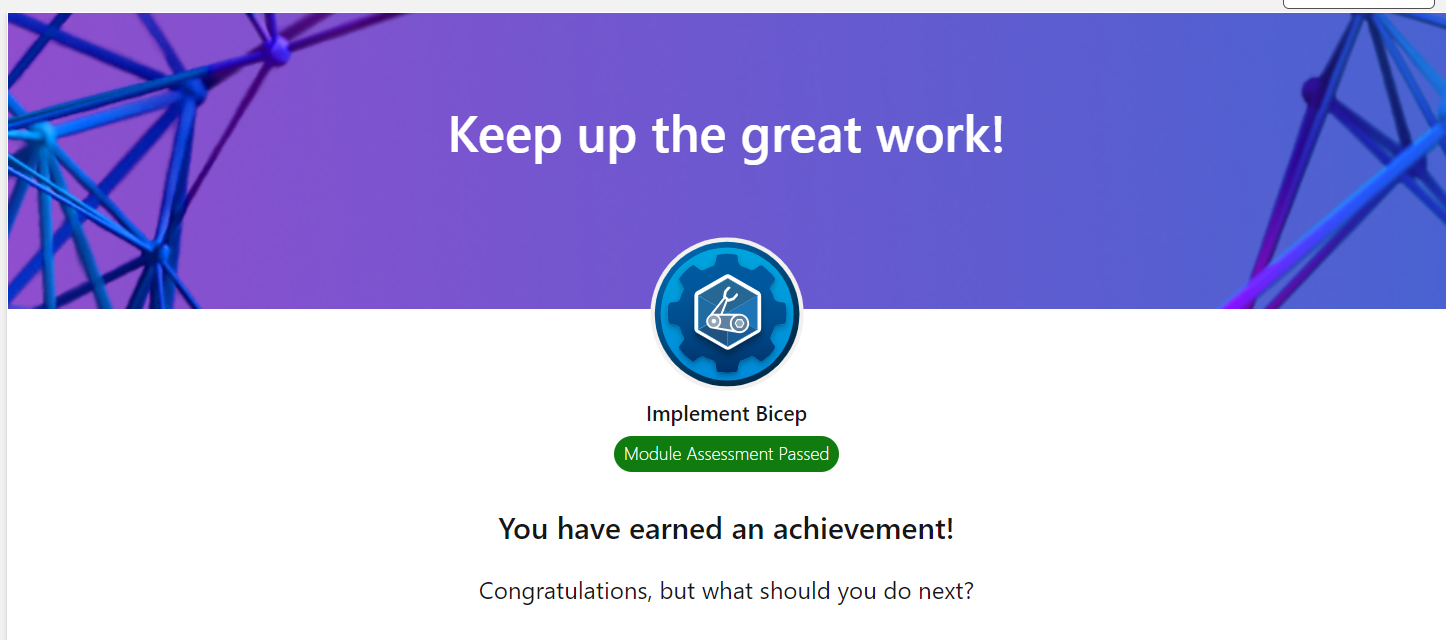 Keep up the great work!
Implement Bicep
Module Assessment Passed
You have earned an achievement!
Congratulations, but what should you do next?